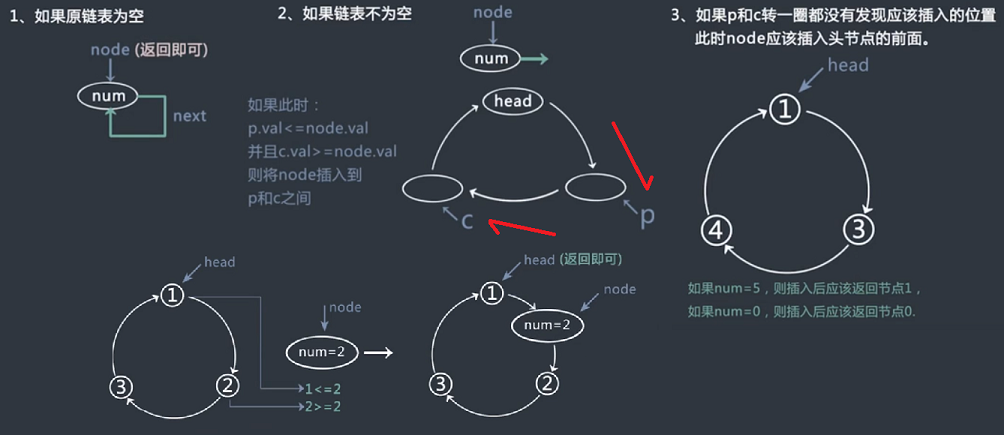 1、如果原链表为空
node (返回即可)
num
next
2、如果链表不为空
node
num
如果此时：
p.val<=node.val
并且c.val>=node.val
则将node插入到
p和c之间
head
c
p
3、如果p和c转一圈都没有发现应该插入的位置
此时node应该插入头节点的前面。
head
1
4
3
如果num=5，则插入后应该返回节点1，
如果num=0，则插入后应该返回节点0.
head
1
3
2
node
num=2
1<=2
2>=2
head (返回即可)
1
node
num=2
3
2